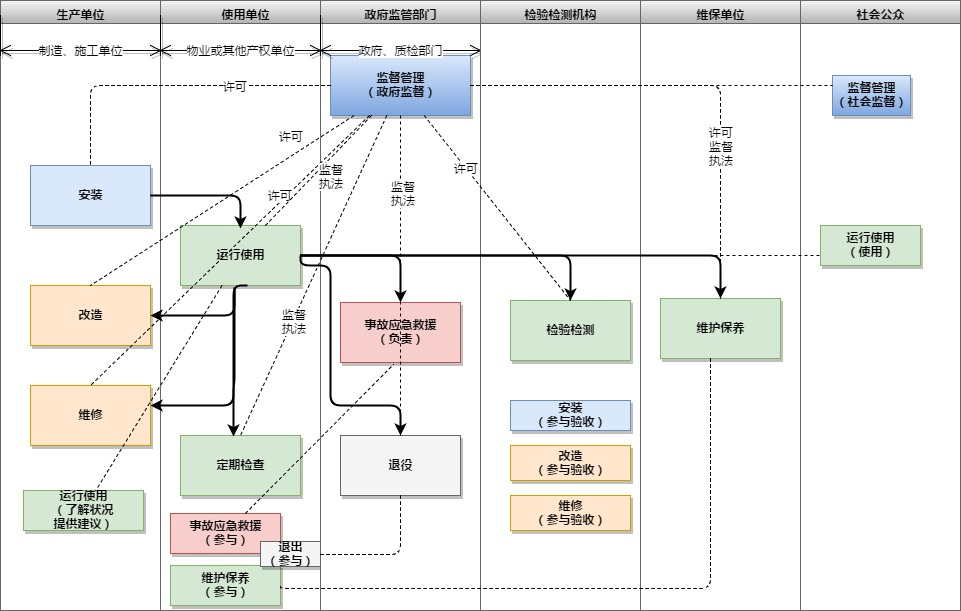 生产单位
使用单位
政府监管部门
检验检测机构
维保单位
社会公众
制造、施工单位
物业或其他产权单位
政府、质检部门
监督管理
（政府监督）
监督管理
（社会监督）
许可
许可
许可
监督
执法
监督
执法
许可
许可
监督
执法
安装
运行使用
运行使用
（使用）
改造
监督
执法
事故应急救援
（负责）
检验检测
维护保养
维修
安装
（参与验收）
定期检查
退役
改造
（参与验收）
运行使用
（了解状况
提供建议）
维修
（参与验收）
事故应急救援
（参与）
退出
（参与）
维护保养
（参与）